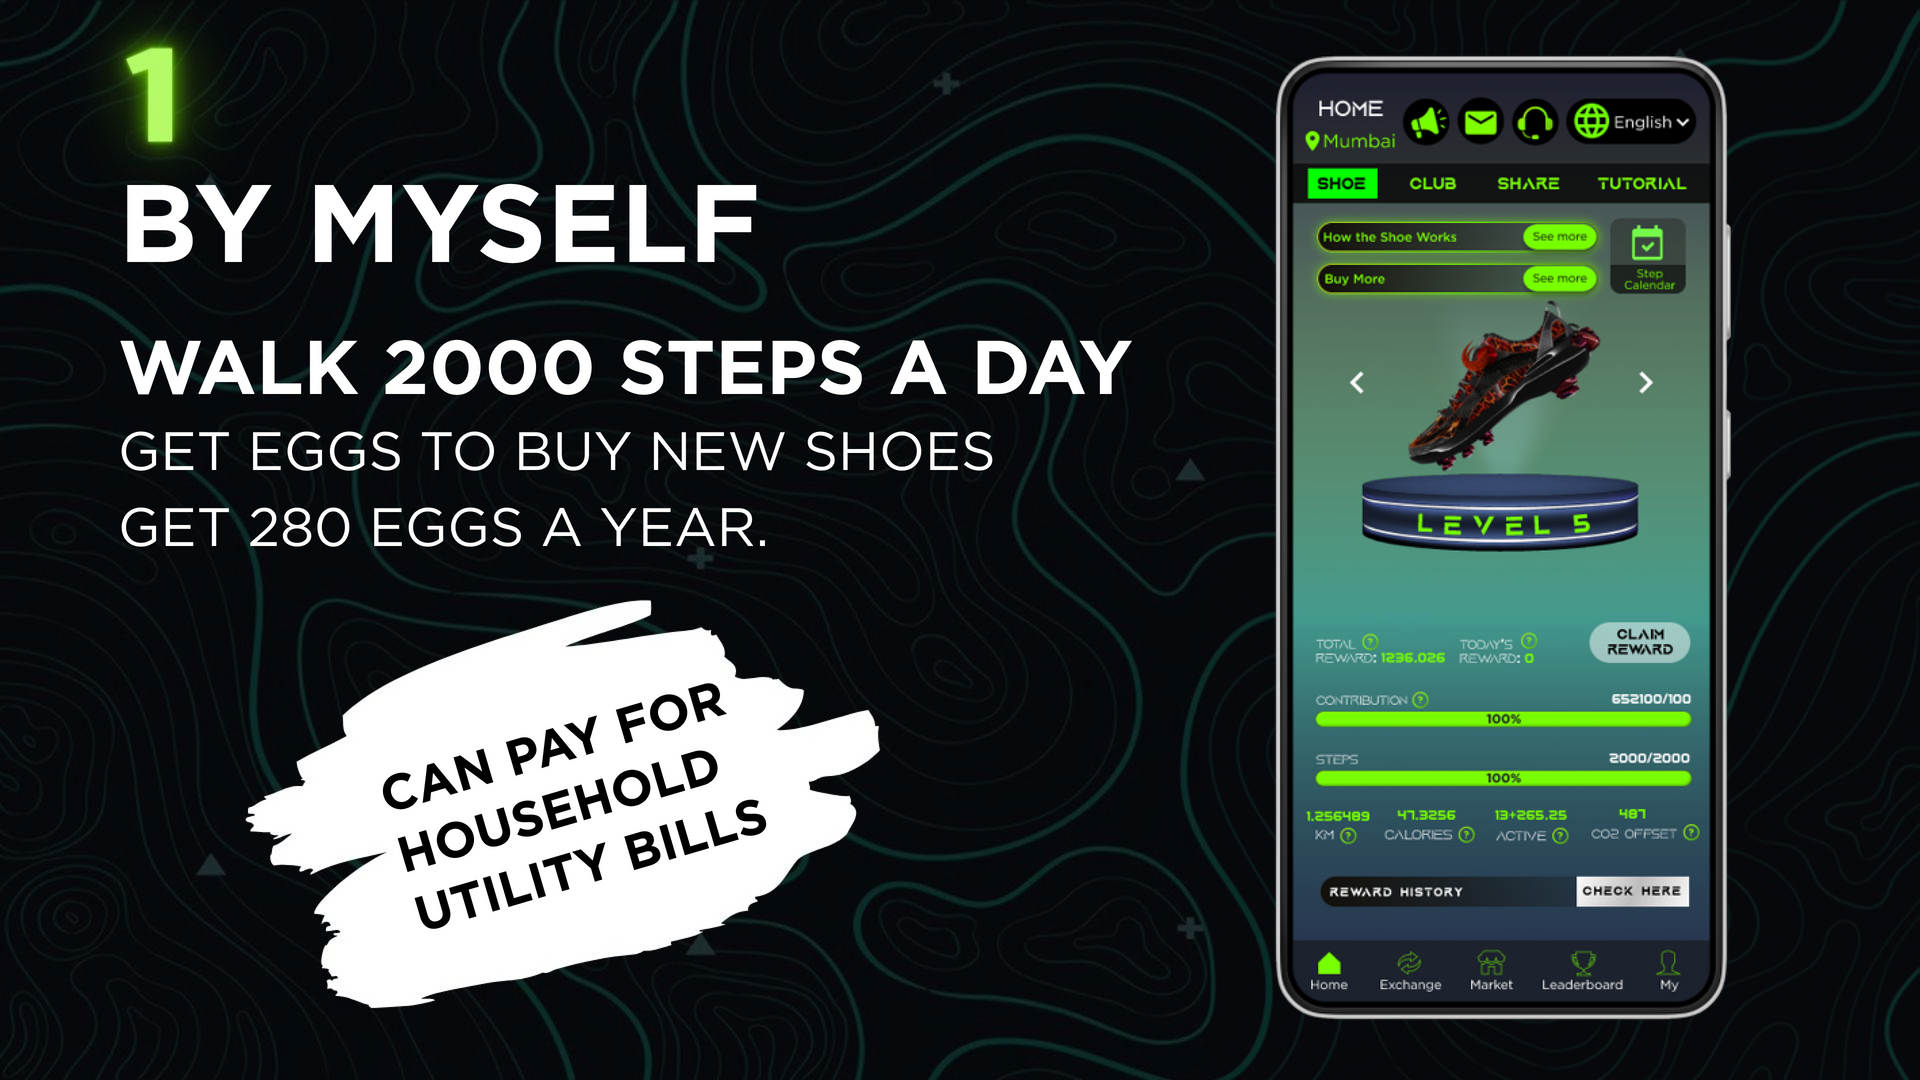 1
BY MYSELF
WALK 2000 STEPS A DAY
GET EGGS TO BUY NEW SHOES
GET 280 EGGS A YEAR.
CAN PAY FOR
HOUSEHOLD
UTILITY BILLS
HOME
Mumbai
English
SHOE CLUB SHARE TUTORIAL
How the Shoe Works See more
Buy More See more
Step
Calendar
LEVEL 5
TOTAL ?
REWARD: 1236.026
TODAY'S ?
REWARD: 0
CLAIM
REWARD
CONTRIBUTION ? 652100/100
100%
STEPS 2000/2000
100%
1.256489 47.3256 13+265.25 487
KM ? CALORIES ? ACTIVE ? CO2 OFFSET ?
REWARD HISTORY CHECK HERE
Home Exchange Market Leaderboard My